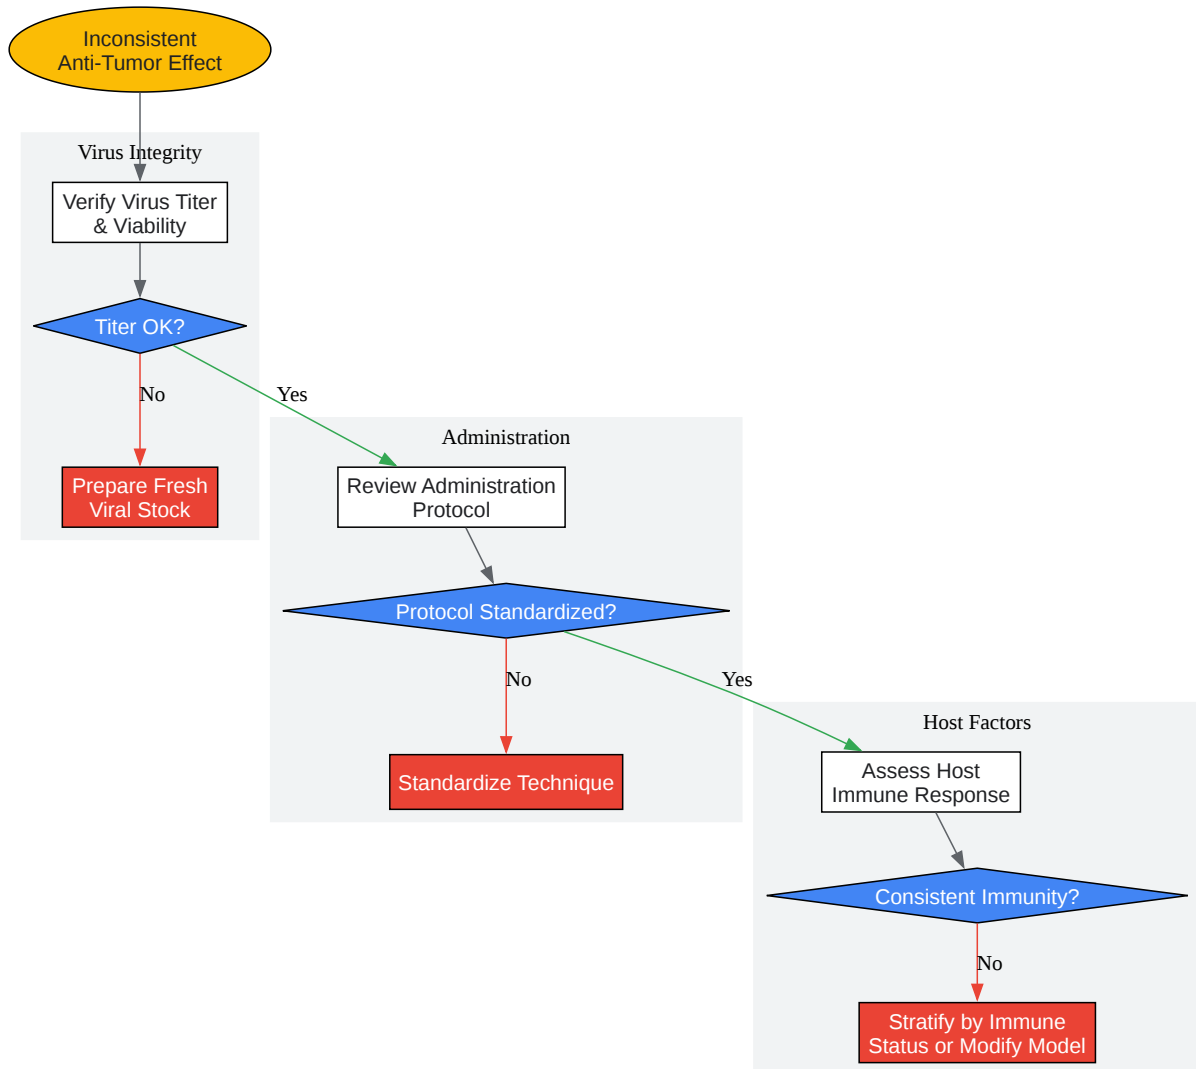 Inconsistent
Anti-Tumor Effect
Virus Integrity
Verify Virus Titer
& Viability
Titer OK?
No
Yes
Prepare Fresh
Viral Stock
Administration
Review Administration
Protocol
Protocol Standardized?
No
Yes
Standardize Technique
Host Factors
Assess Host
Immune Response
Consistent Immunity?
No
Stratify by Immune
Status or Modify Model